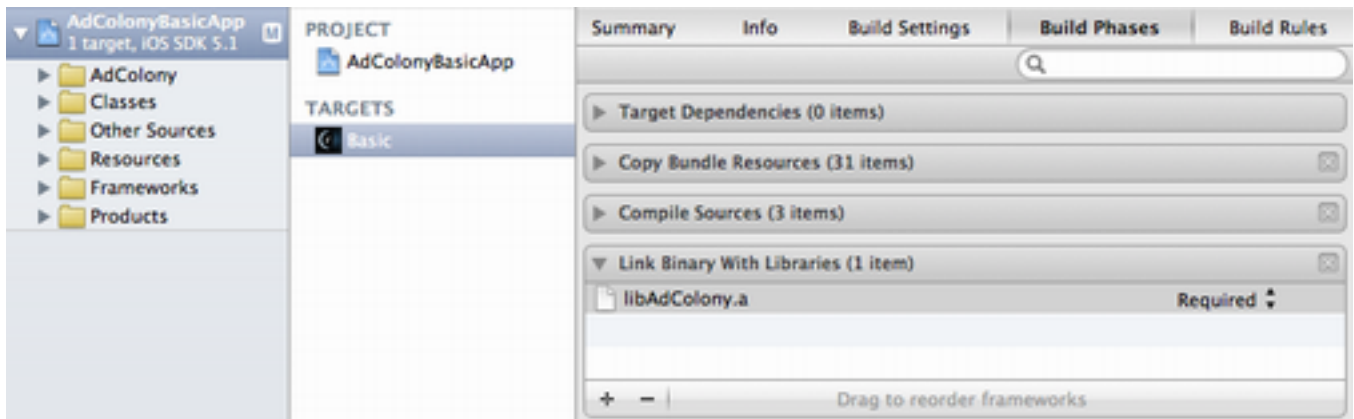 AdColonyBasicApp
1 target, iOS SDK 5.1
M
AdColony
Classes
Other Sources
Resources
Frameworks
Products
PROJECT
AdColonyBasicApp
TARGETS
Basic
Summary Info Build Settings Build Phases Build Rules
Target Dependencies (0 items)
Copy Bundle Resources (31 items)
Compile Sources (3 items)
Link Binary With Libraries (1 item)
libAdColony.a Required
+ − Drag to reorder frameworks